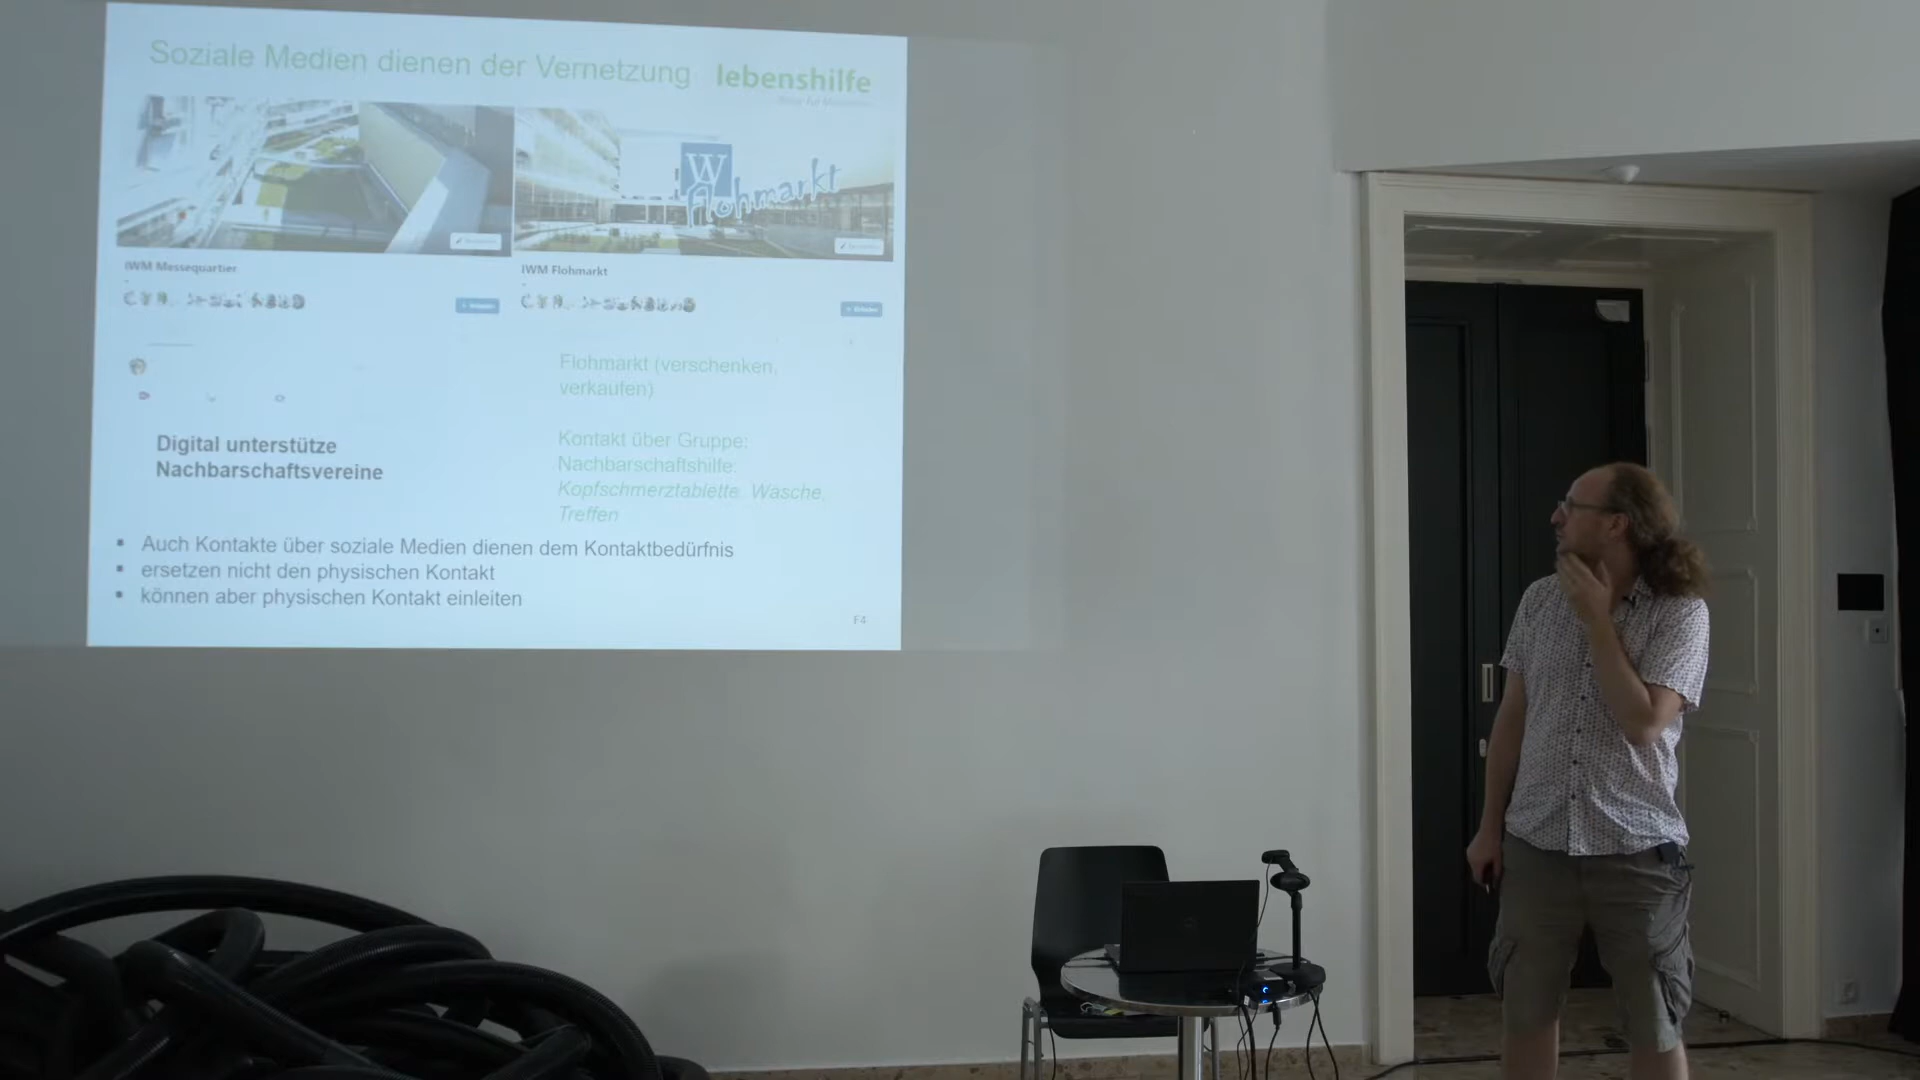 Soziale Medien dienen der Vernetzung
lebenshilfe
W
flohmarkt
IWM Messequartier
IWM Flohmarkt
Flohmarkt (verschenken,
verkaufen)
Kontakt über Gruppe:
Nachbarschaftshilfe:
Kopfschmerztablette, Wäsche,
Treffen
Digital unterstütze
Nachbarschaftsvereine
Auch Kontakte über soziale Medien dienen dem Kontaktbedürfnis
ersetzen nicht den physischen Kontakt
können aber physischen Kontakt einleiten
F4